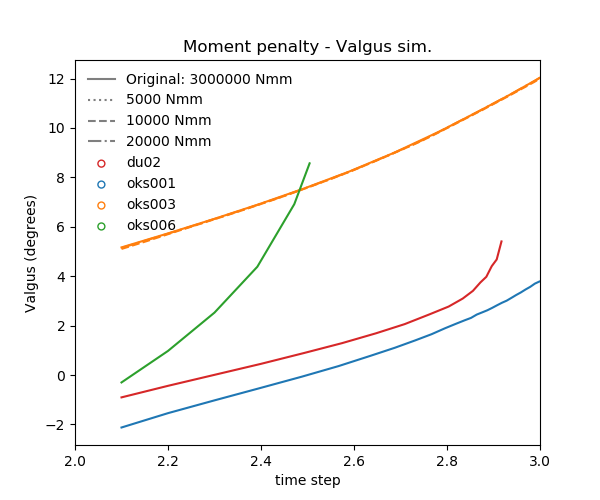 Moment penalty - Valgus sim.
Original: 3000000 Nmm
5000 Nmm
10000 Nmm
20000 Nmm
du02
oks001
oks003
oks006
Valgus (degrees)
12
10
8
6
4
2
0
−2
2.0 2.2 2.4 2.6 2.8 3.0
time step